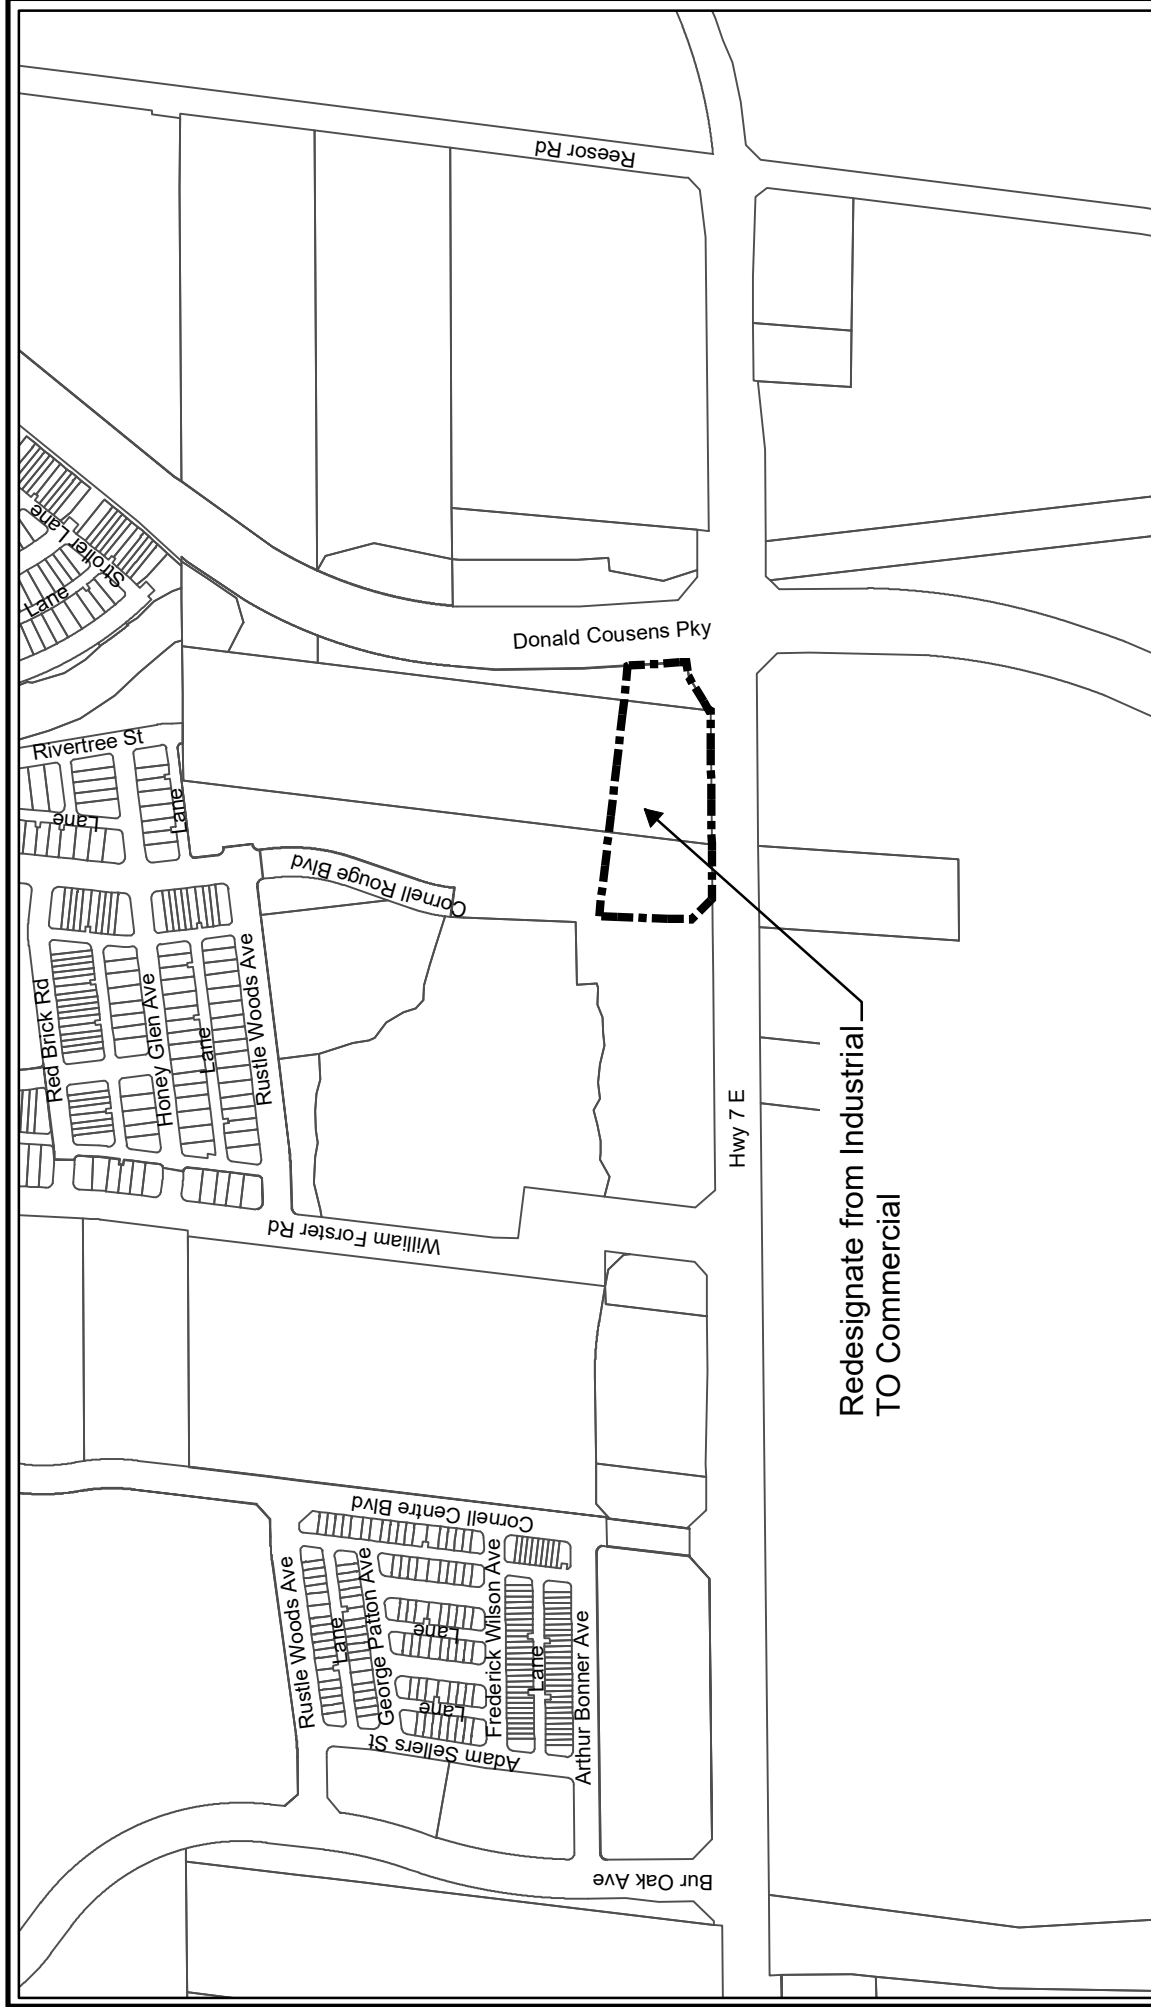 Reesor Rd
Donald Cousens Pky
Stroller Lane
Lane
Rivertree St
Lane
Lane
Cornell Rouge Blvd
Red Brick Rd
Honey Glen Ave
Lane
Rustle Woods Ave
William Forster Rd
Hwy 7 E
Redesignate from Industrial
TO Commercial
Cornell Centre Blvd
Rustle Woods Ave
Lane
George Patton Ave
Lane
Lane
Frederick Wilson Ave
Lane
Arthur Bonner Ave
Adam Sellers St
Bur Oak Ave